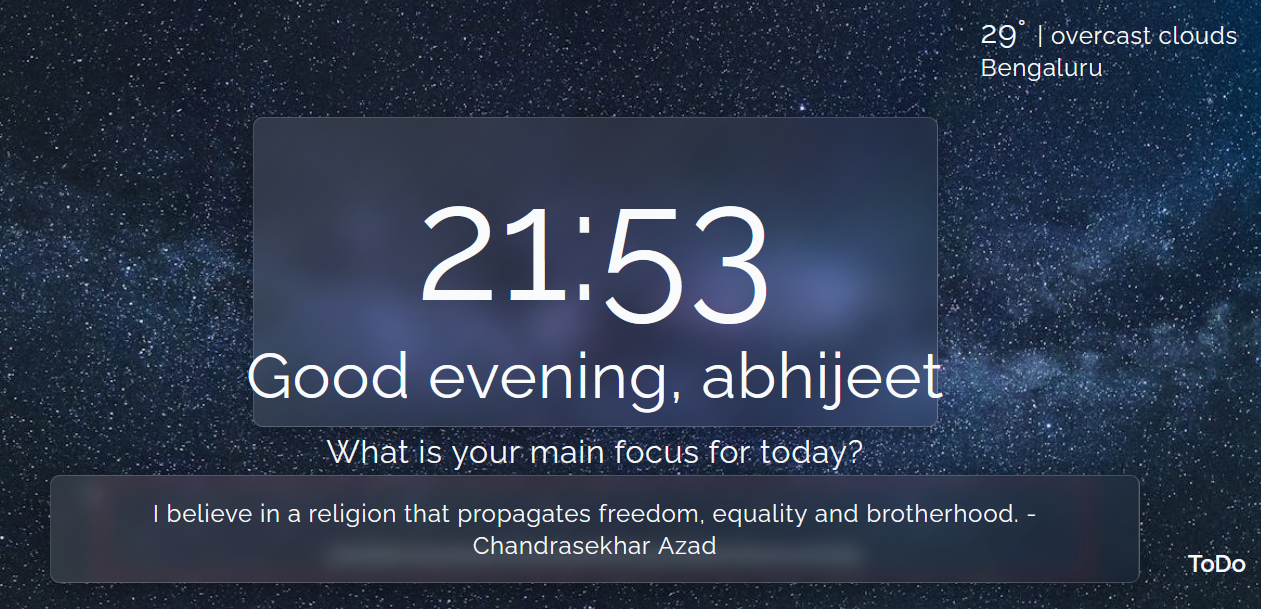 29° | overcast clouds
Bengaluru
21:53
Good evening, abhijeet
What is your main focus for today?
I believe in a religion that propagates freedom, equality and brotherhood. -
Chandrasekhar Azad
ToDo